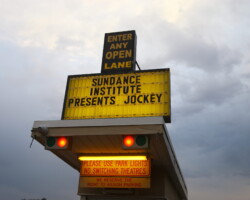 ENTER
ANY
OPEN
LANE
SUNDANCE
INSTITUTE
PRESENTS JOCKEY
PLEASE USE PARK LIGHTS
NO SWITCHING THEATRES